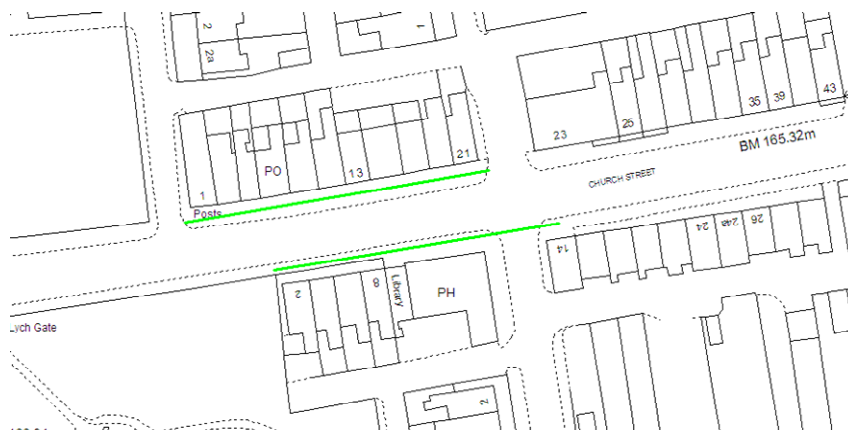 2
2a
1
1
PO
13
21
23
25
35
39
43
BM 165.32m
CHURCH STREET
Posts
14
24
24a
26
2
8
Library
PH
Lych Gate
2